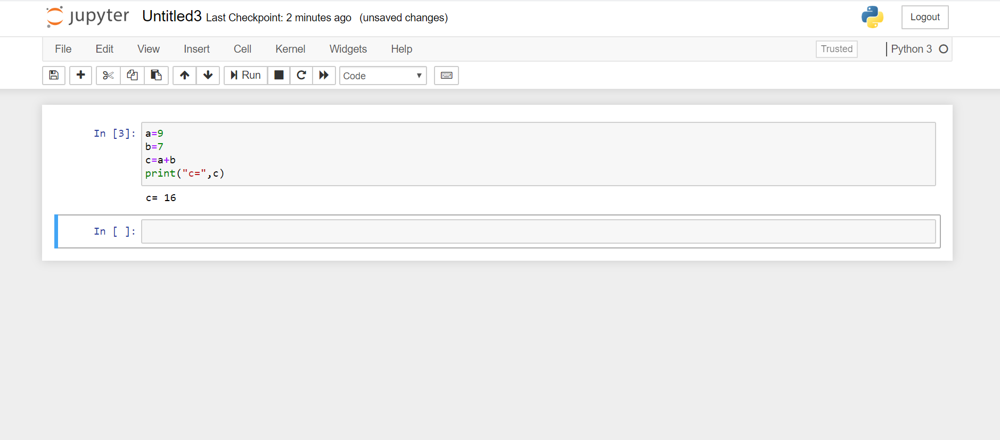 jupyter Untitled3 Last Checkpoint: 2 minutes ago (unsaved changes) Logout
File Edit View Insert Cell Kernel Widgets Help Trusted Python 3
Run Code
In [3]: a=9
b=7
c=a+b
print("c=",c)
c= 16
In [ ]: